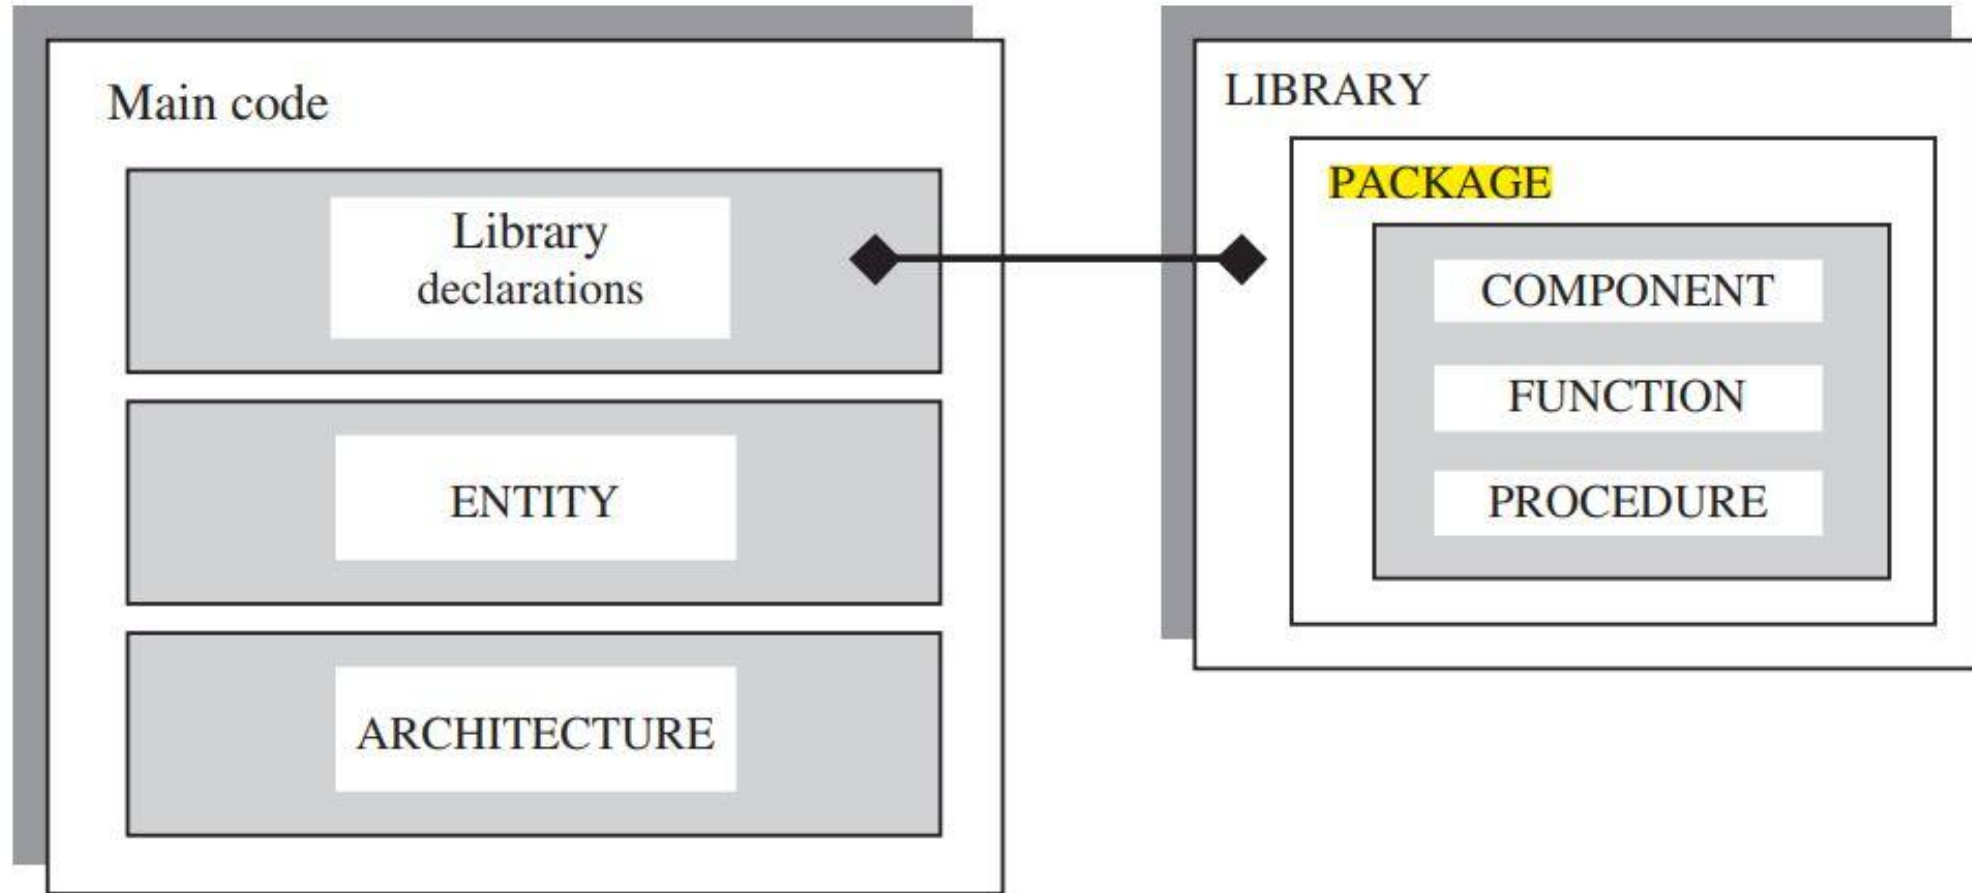 Main code
Library
declarations
ENTITY
ARCHITECTURE
LIBRARY
PACKAGE
COMPONENT
FUNCTION
PROCEDURE